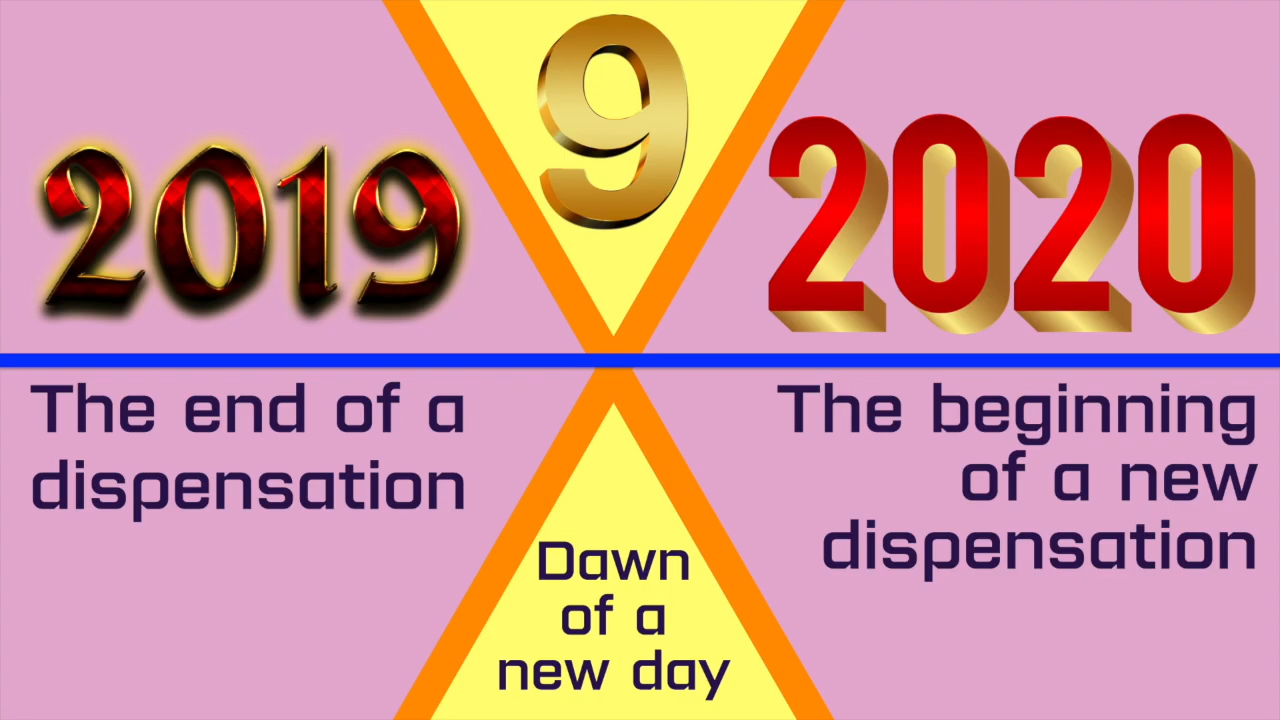 2019
The end of a
dispensation
9
Dawn
of a
new day
2020
The beginning
of a new
dispensation